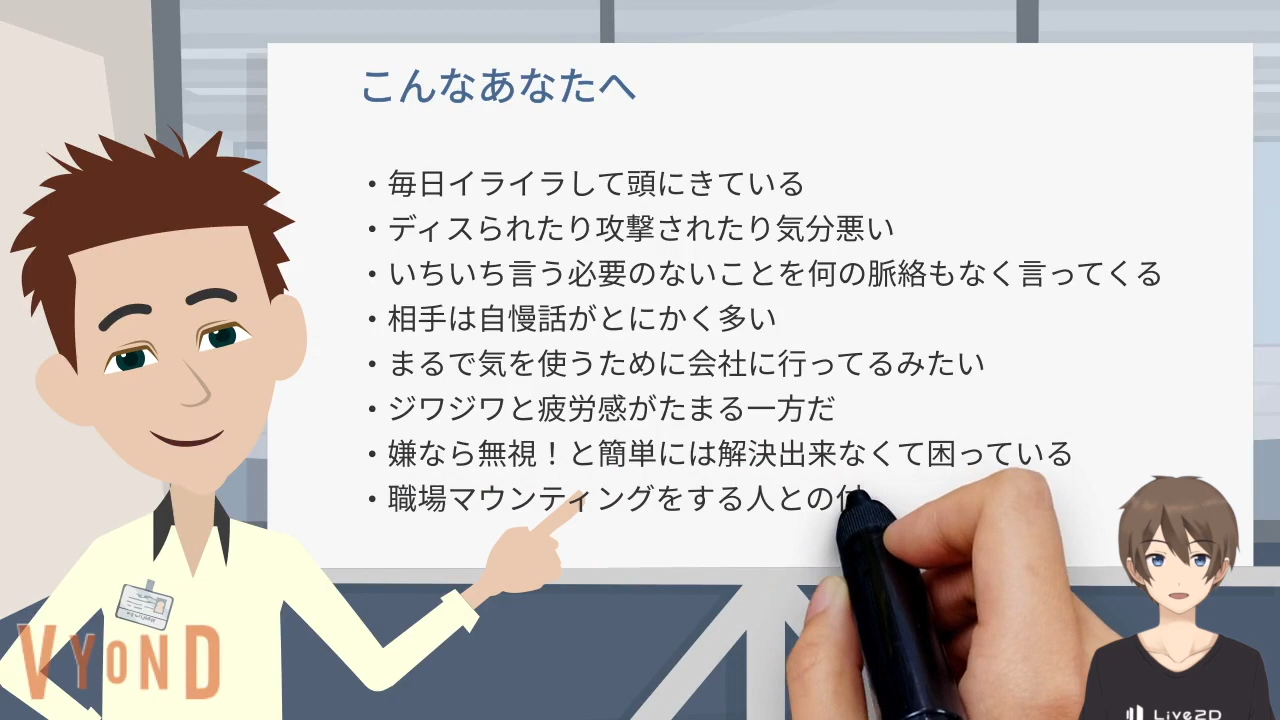 こんなあなたへ
・毎日イライラして頭にきている
・ディスられたり攻撃されたり気分悪い
・いちいち言う必要のないことを何の脈絡もなく言ってくる
・相手は自慢話がとにかく多い
・まるで気を使うために会社に行ってるみたい
・ジワジワと疲労感がたまる一方だ
・嫌なら無視！と簡単には解決出来なくて困っている
・職場マウンティングをする人との
VYOND
Live2D